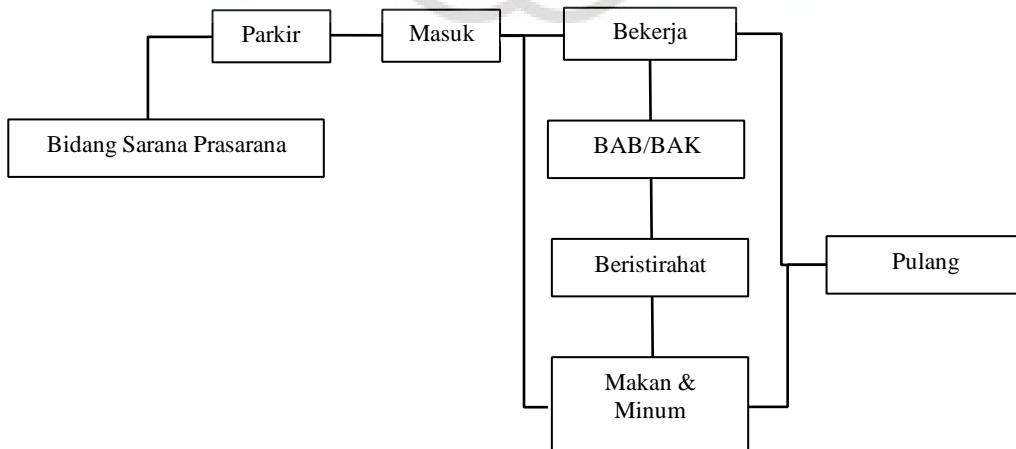 Parkir
Masuk
Bekerja
Bidang Sarana Prasarana
BAB/BAK
Beristirahat
Pulang
Makan &
Minum